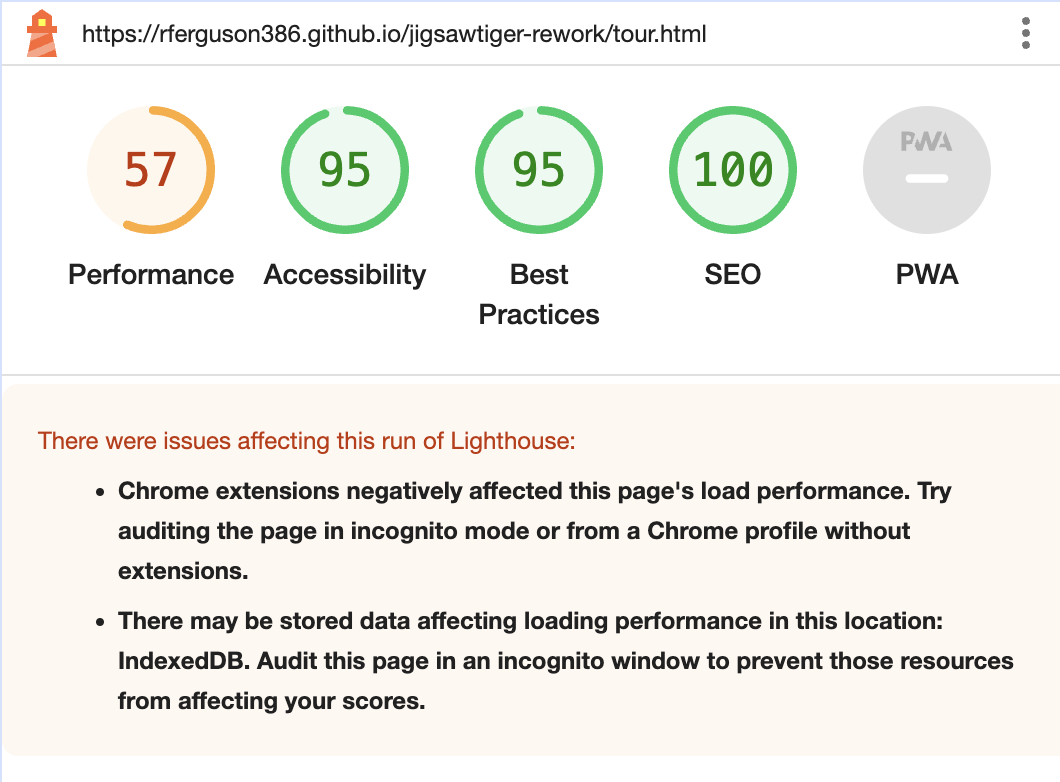 https://rferguson386.github.io/jigsawtiger-rework/tour.html
57
95
95
100
PWA
Performance
Accessibility
Best
Practices
SEO
PWA
There were issues affecting this run of Lighthouse:
• Chrome extensions negatively affected this page's load performance. Try
auditing the page in incognito mode or from a Chrome profile without
extensions.
• There may be stored data affecting loading performance in this location:
IndexedDB. Audit this page in an incognito window to prevent those resources
from affecting your scores.